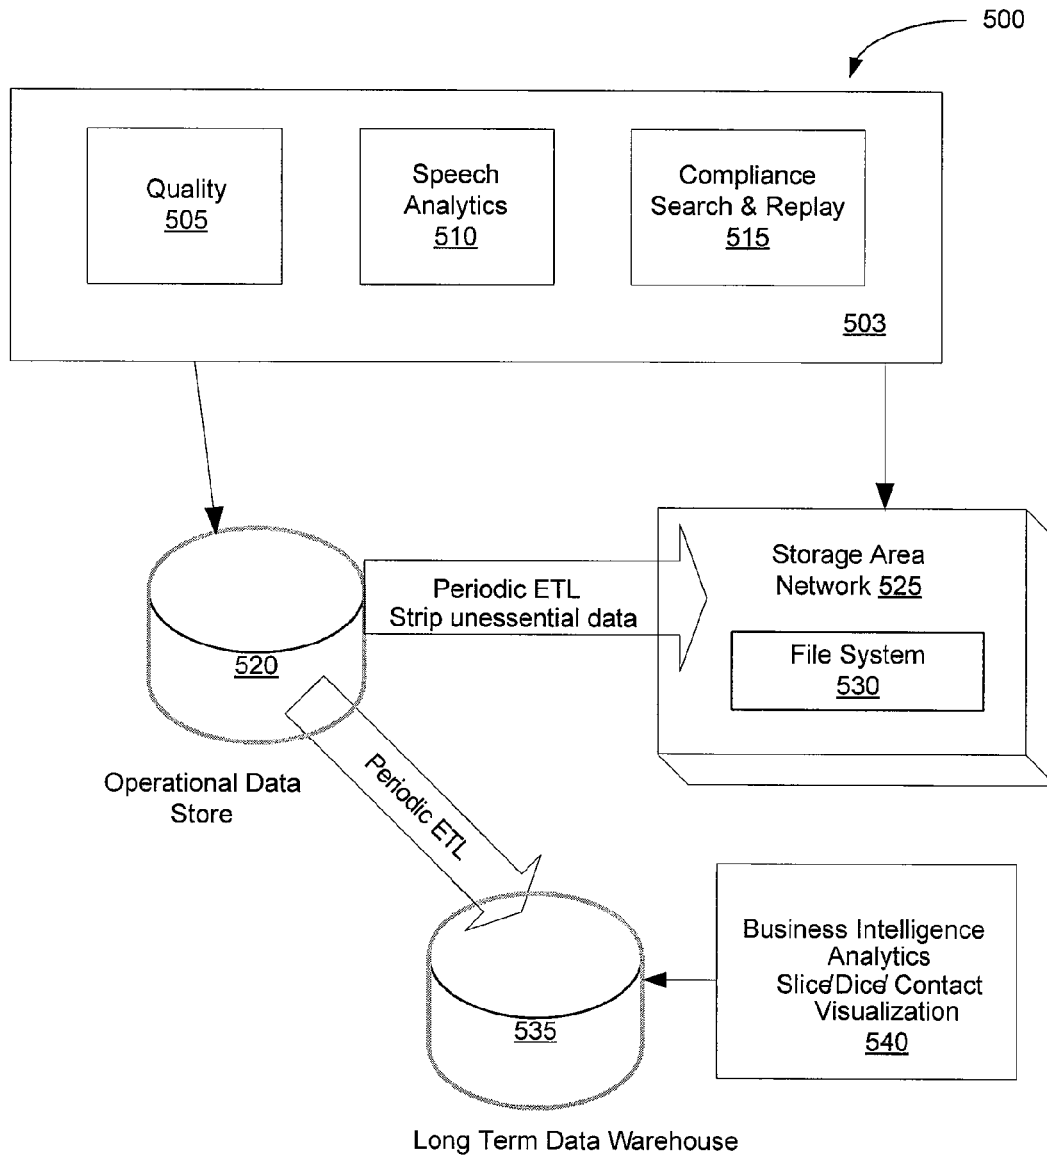 500
Quality
505
Speech
Analytics
510
Compliance
Search & Replay
515
503
Storage Area
Network 525
File System
530
Periodic ETL
Strip unessential data
520
Operational Data
Store
Periodic ETL
535
Long Term Data Warehouse
Business Intelligence
Analytics
Slice/Dice/ Contact
Visualization
540